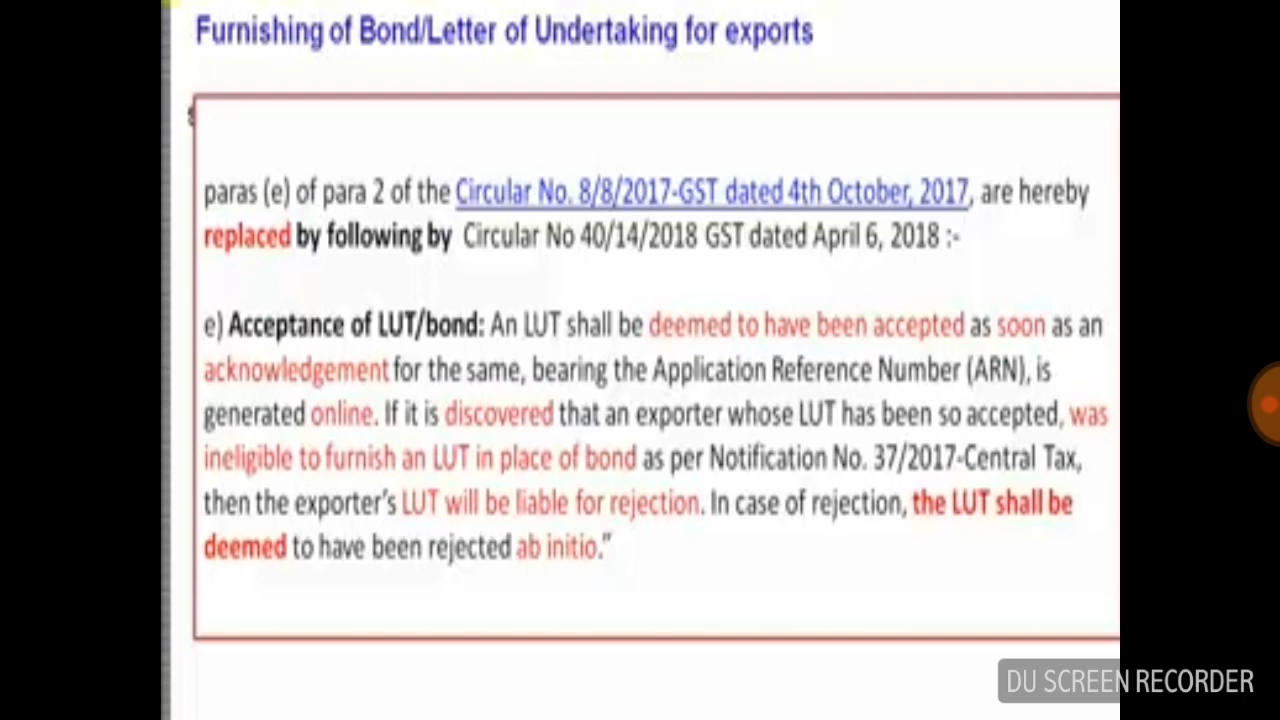 Furnishing of Bond/Letter of Undertaking for exports
paras (e) of para 2 of the Circular No. 8/8/2017-GST dated 4th October, 2017, are hereby
replaced by following by Circular No 40/14/2018 GST dated April 6, 2018 :-
e) Acceptance of LUT/bond: An LUT shall be deemed to have been accepted as soon as an
acknowledgement for the same, bearing the Application Reference Number (ARN), is
generated online. If it is discovered that an exporter whose LUT has been so accepted, was
ineligible to furnish an LUT in place of bond as per Notification No. 37/2017-Central Tax,
then the exporter's LUT will be liable for rejection. In case of rejection, the LUT shall be
deemed to have been rejected ab initio.”
DU SCREEN RECORDER